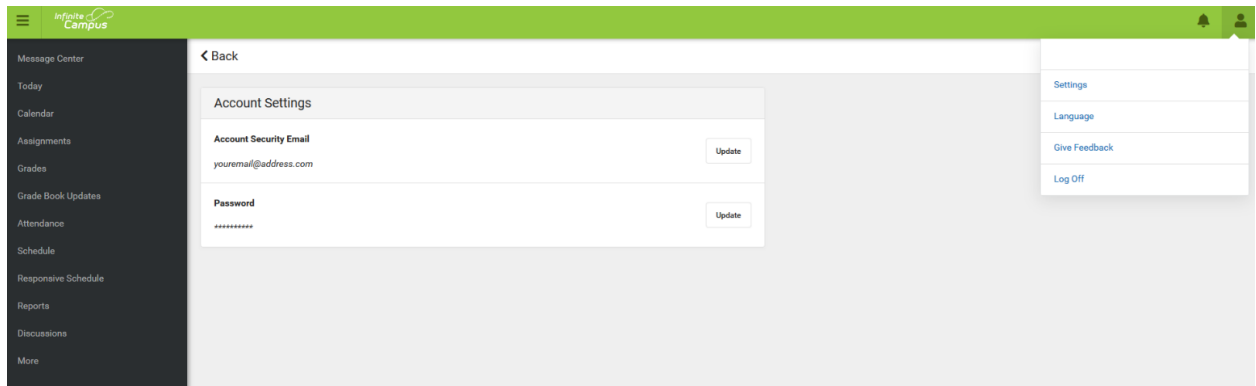 Infinite
Campus
Message Center
Today
Calendar
Assignments
Grades
Grade Book Updates
Attendance
Schedule
Responsive Schedule
Reports
Discussions
More
Back
Account Settings
Account Security Email
youremail@address.com
Update
Password
**********
Update
Settings
Language
Give Feedback
Log Off